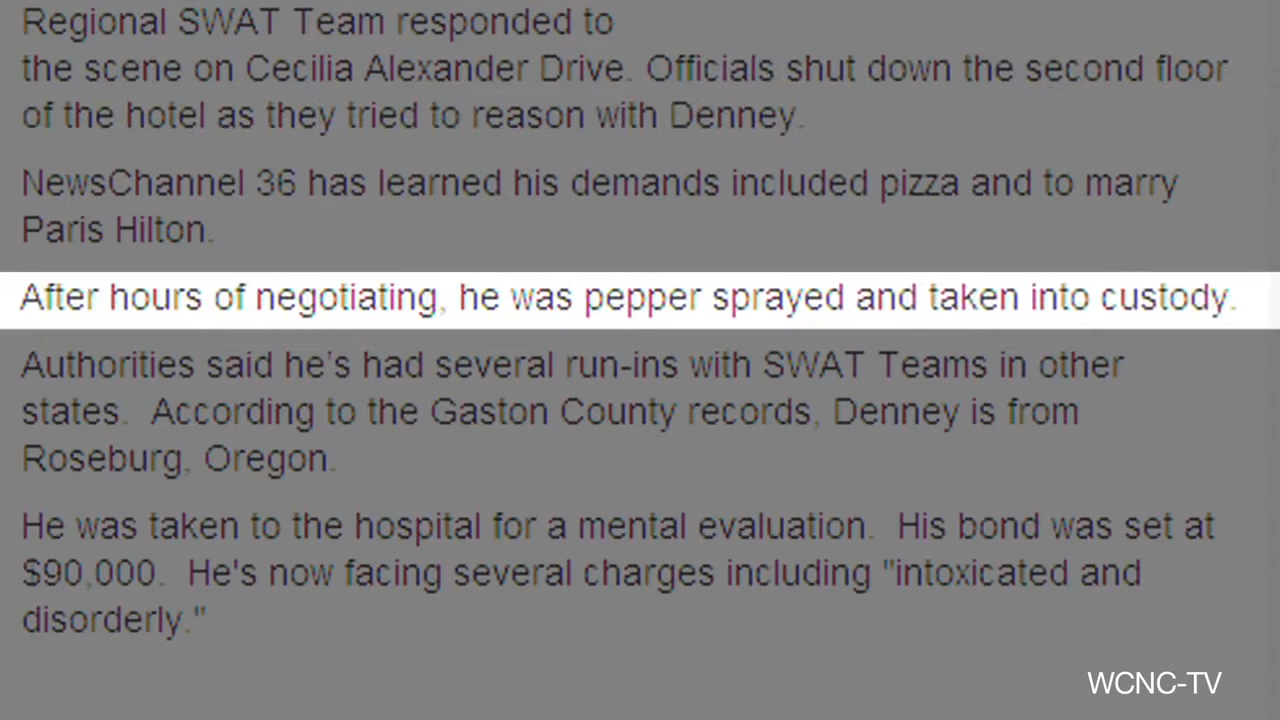 Regional SWAT Team responded to
the scene on Cecilia Alexander Drive. Officials shut down the second floor
of the hotel as they tried to reason with Denney.
NewsChannel 36 has learned his demands included pizza and to marry
Paris Hilton.
After hours of negotiating, he was pepper sprayed and taken into custody.
Authorities said he's had several run-ins with SWAT Teams in other
states.  According to the Gaston County records, Denney is from
Roseburg, Oregon.
He was taken to the hospital for a mental evaluation.  His bond was set at
$90,000.  He's now facing several charges including "intoxicated and
disorderly."
WCNC-TV